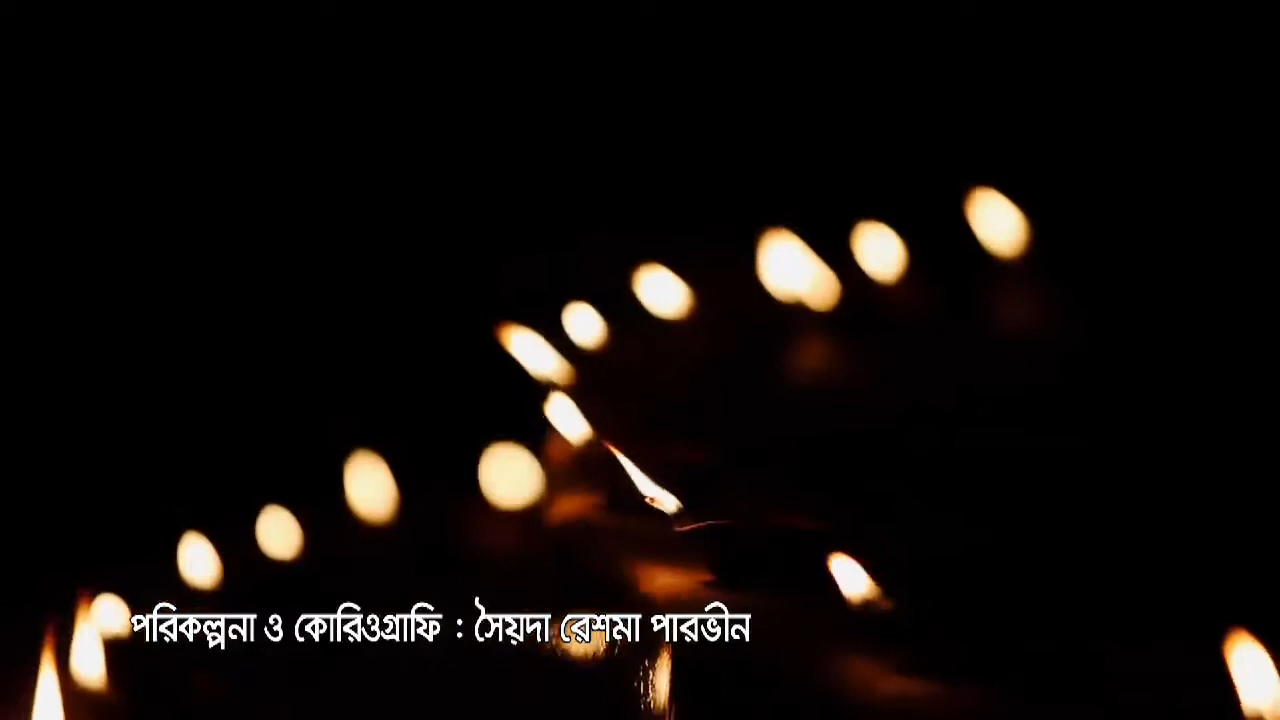 পরিকল্পনা ও কোরিওগ্রাফি : সৈয়দা রেশমা পারভীন